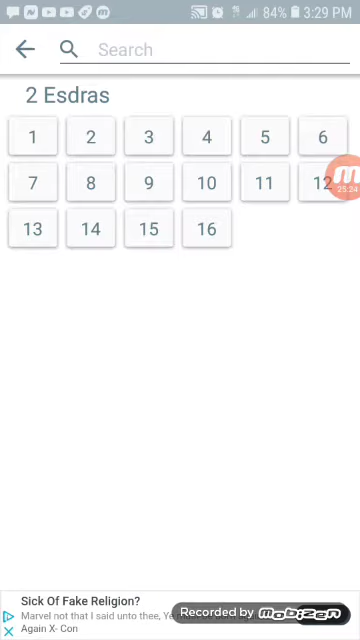 84% 3:29 PM
Search
2 Esdras
1 2 3 4 5 6
7 8 9 10 11 12
25:24
13 14 15 16
Sick Of Fake Religion?
Marvel not that I said unto thee, Ye
Again X- Con
Recorded by mobizen